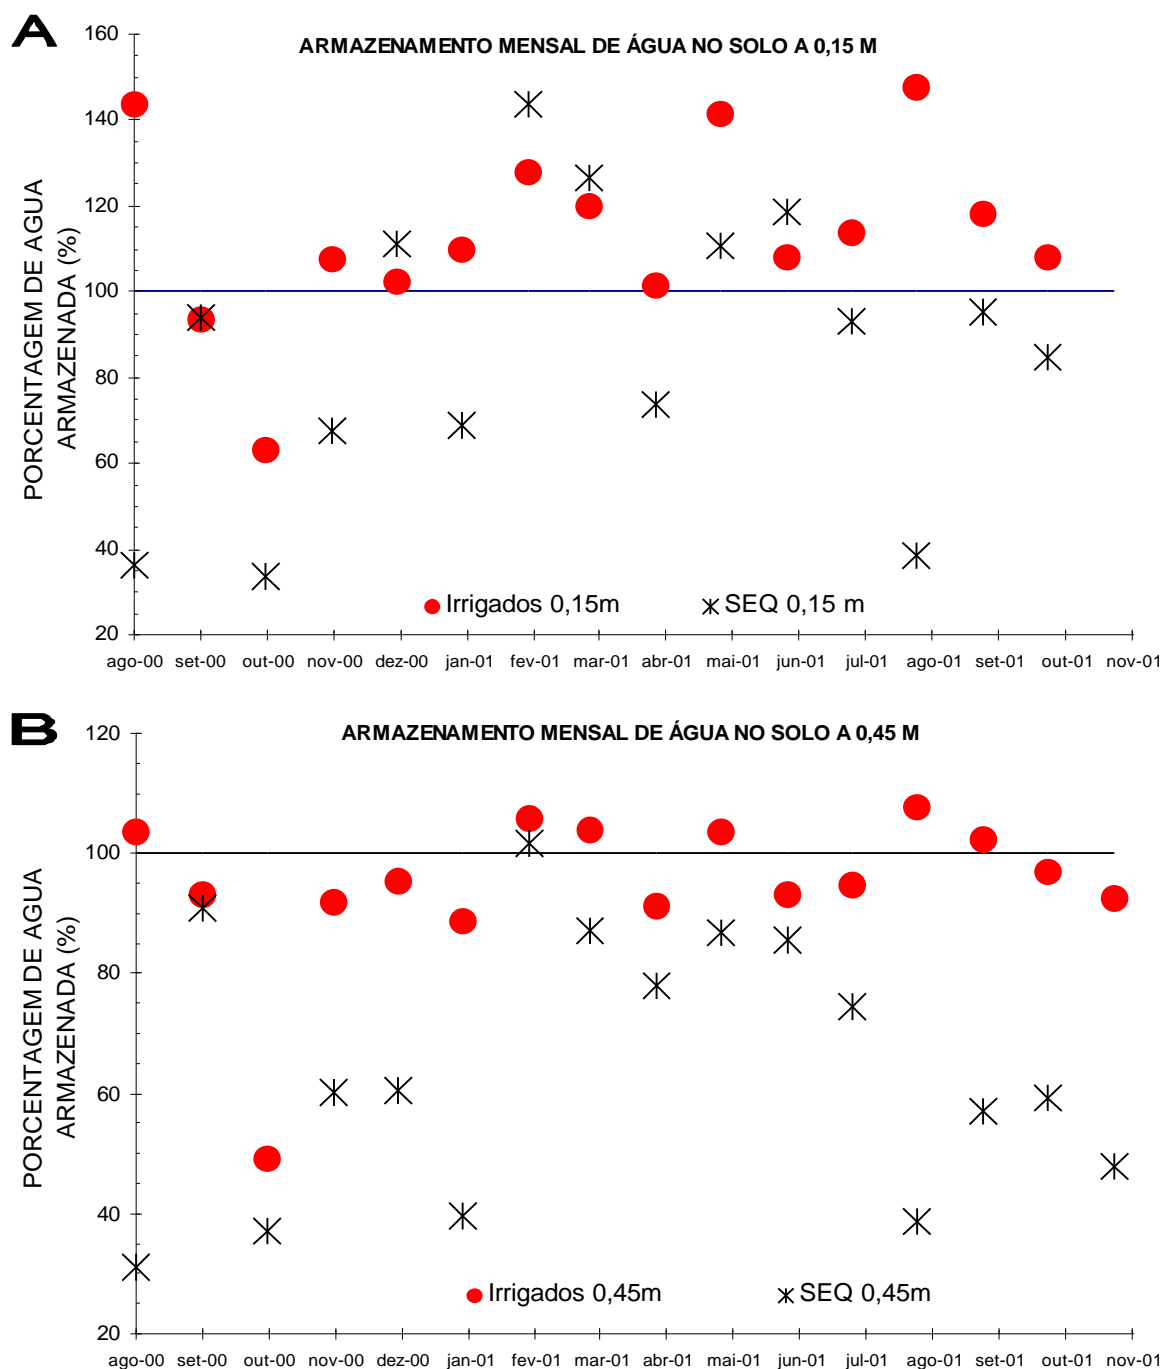 A
ARMAZENAMENTO MENSAL DE ÁGUA NO SOLO A 0,15 M
PORCENTAGEM DE AGUA
ARMAZENADA (%)
160
140
120
100
80
60
40
20
Irrigados 0,15m SEQ 0,15 m
ago-00 set-00 out-00 nov-00 dez-00 jan-01 fev-01 mar-01 abr-01 mai-01 jun-01 jul-01 ago-01 set-01 out-01 nov-01
B
ARMAZENAMENTO MENSAL DE ÁGUA NO SOLO A 0,45 M
PORCENTAGEM DE AGUA
ARMAZENADA (%)
120
100
80
60
40
20
Irrigados 0,45m SEQ 0,45m
ago-00 set-00 out-00 nov-00 dez-00 jan-01 fev-01 mar-01 abr-01 mai-01 jun-01 jul-01 ago-01 set-01 out-01 nov-01